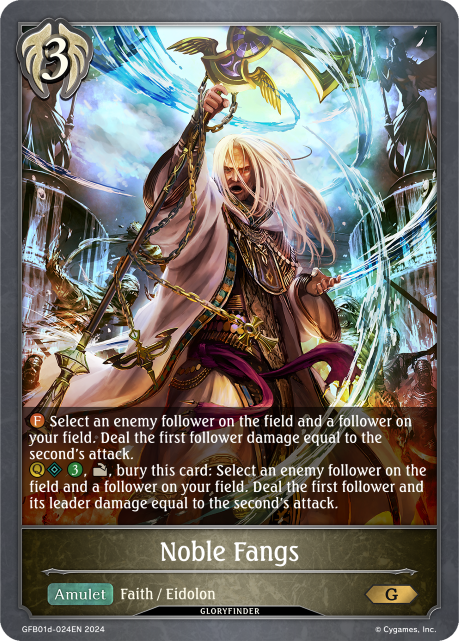 3
F Select an enemy follower on the field and a follower on
your field. Deal the first follower damage equal to the
second's attack.
Q 3, , bury this card: Select an enemy follower on the
field and a follower on your field. Deal the first follower and
its leader damage equal to the second's attack.
Noble Fangs
Amulet Faith / Eidolon G
GLORYFINDER
GFB01d-024EN 2024 © Cygames, Inc.